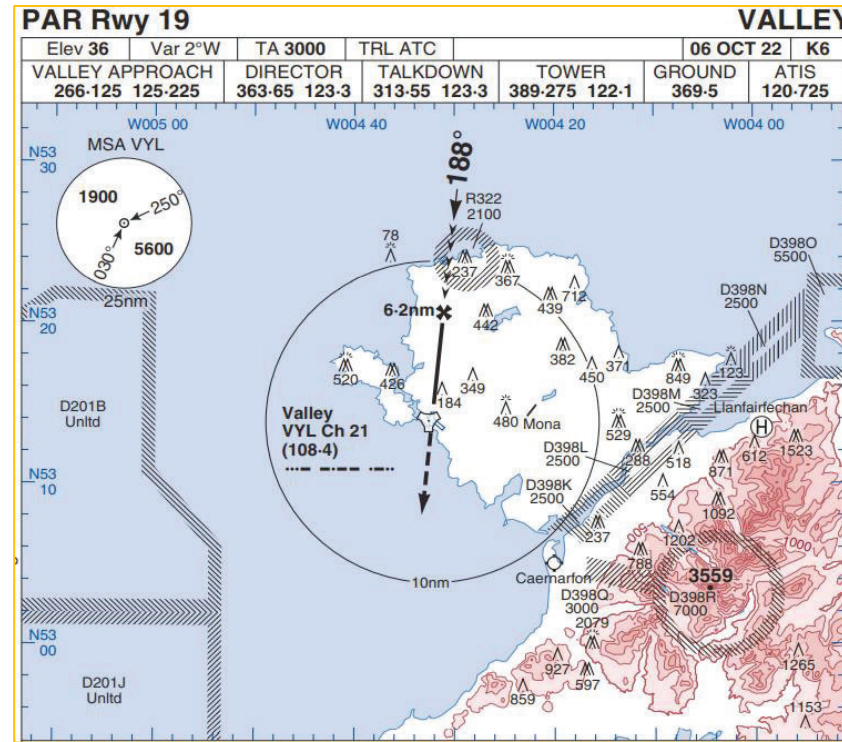 PAR Rwy 19 VALLEY
Elev 36 Var 2°W TA 3000 TRL ATC 06 OCT 22 K6
VALLEY APPROACH DIRECTOR TALKDOWN TOWER GROUND ATIS
266·125 125·225 363·65 123·3 313·55 123·3 389·275 122·1 369·5 120·725
W005 00 W004 40 W004 20 W004 00
N53
30
MSA VYL
1900
250°
5600
030°
25nm
188°
R322
2100
78
237
367
D398O
5500
D398N
2500
N53
20
6·2nm
712
439
442
382
450
371
849
123
323
520
426
349
184
D398M
2500
Llanfairfechan
H
D201B
Unltd
Valley
VYL Ch 21
(108·4)
480
Mona
529
288
D398L
2500
518
612
1523
871
N53
10
D398K
2500
554
1092
237
1202
1000
788
3559
D398R
7000
10nm
Caernarfon
D398Q
3000
2079
N53
00
D201J
Unltd
927
597
859
1265
1153